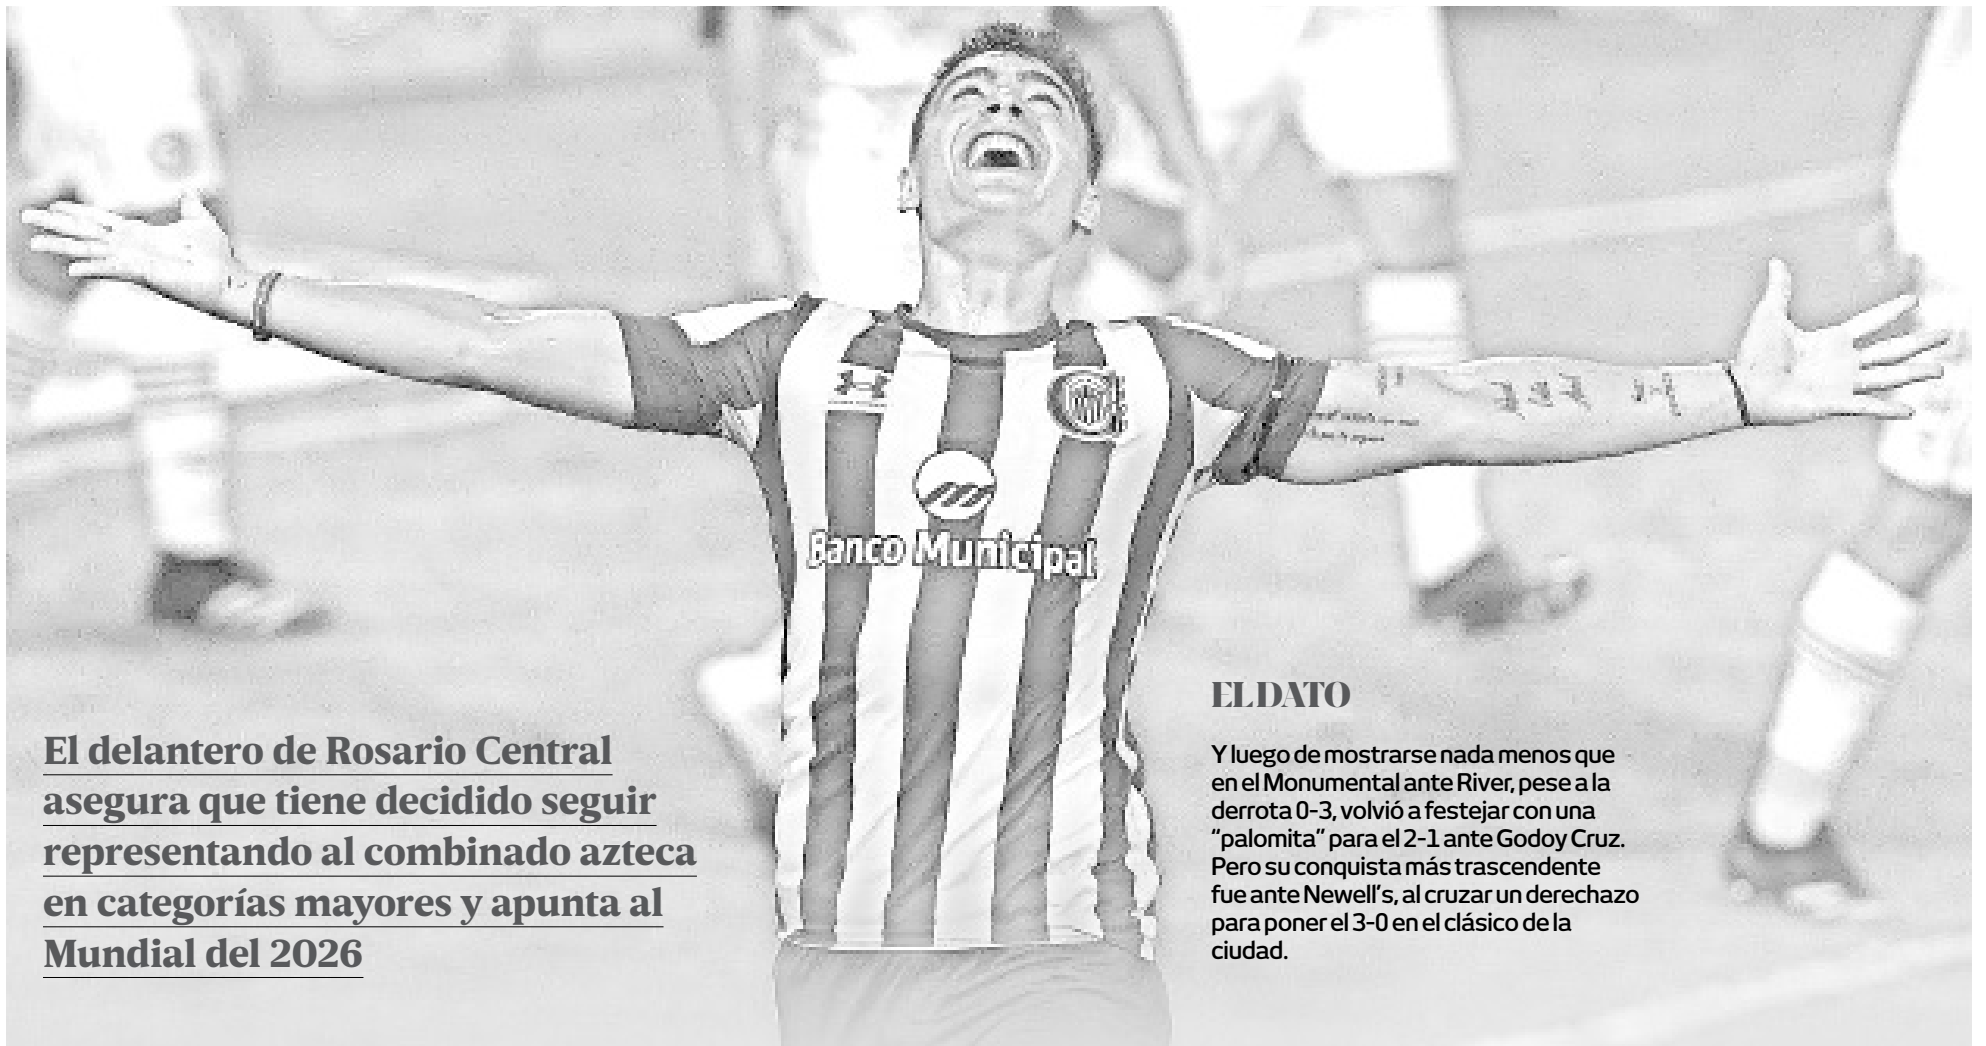 Banco Municipal
El delantero de Rosario Central
asegura que tiene decidido seguir
representando al combinado azteca
en categorías mayores y apunta al
Mundial del 2026
EL DATO
Y luego de mostrarse nada menos que
en el Monumental ante River, pese a la
derrota 0-3, volvió a festejar con una
“palomita” para el 2-1 ante Godoy Cruz.
Pero su conquista más trascendente
fue ante Newell’s, al cruzar un derechazo
para poner el 3-0 en el clásico de la
ciudad.